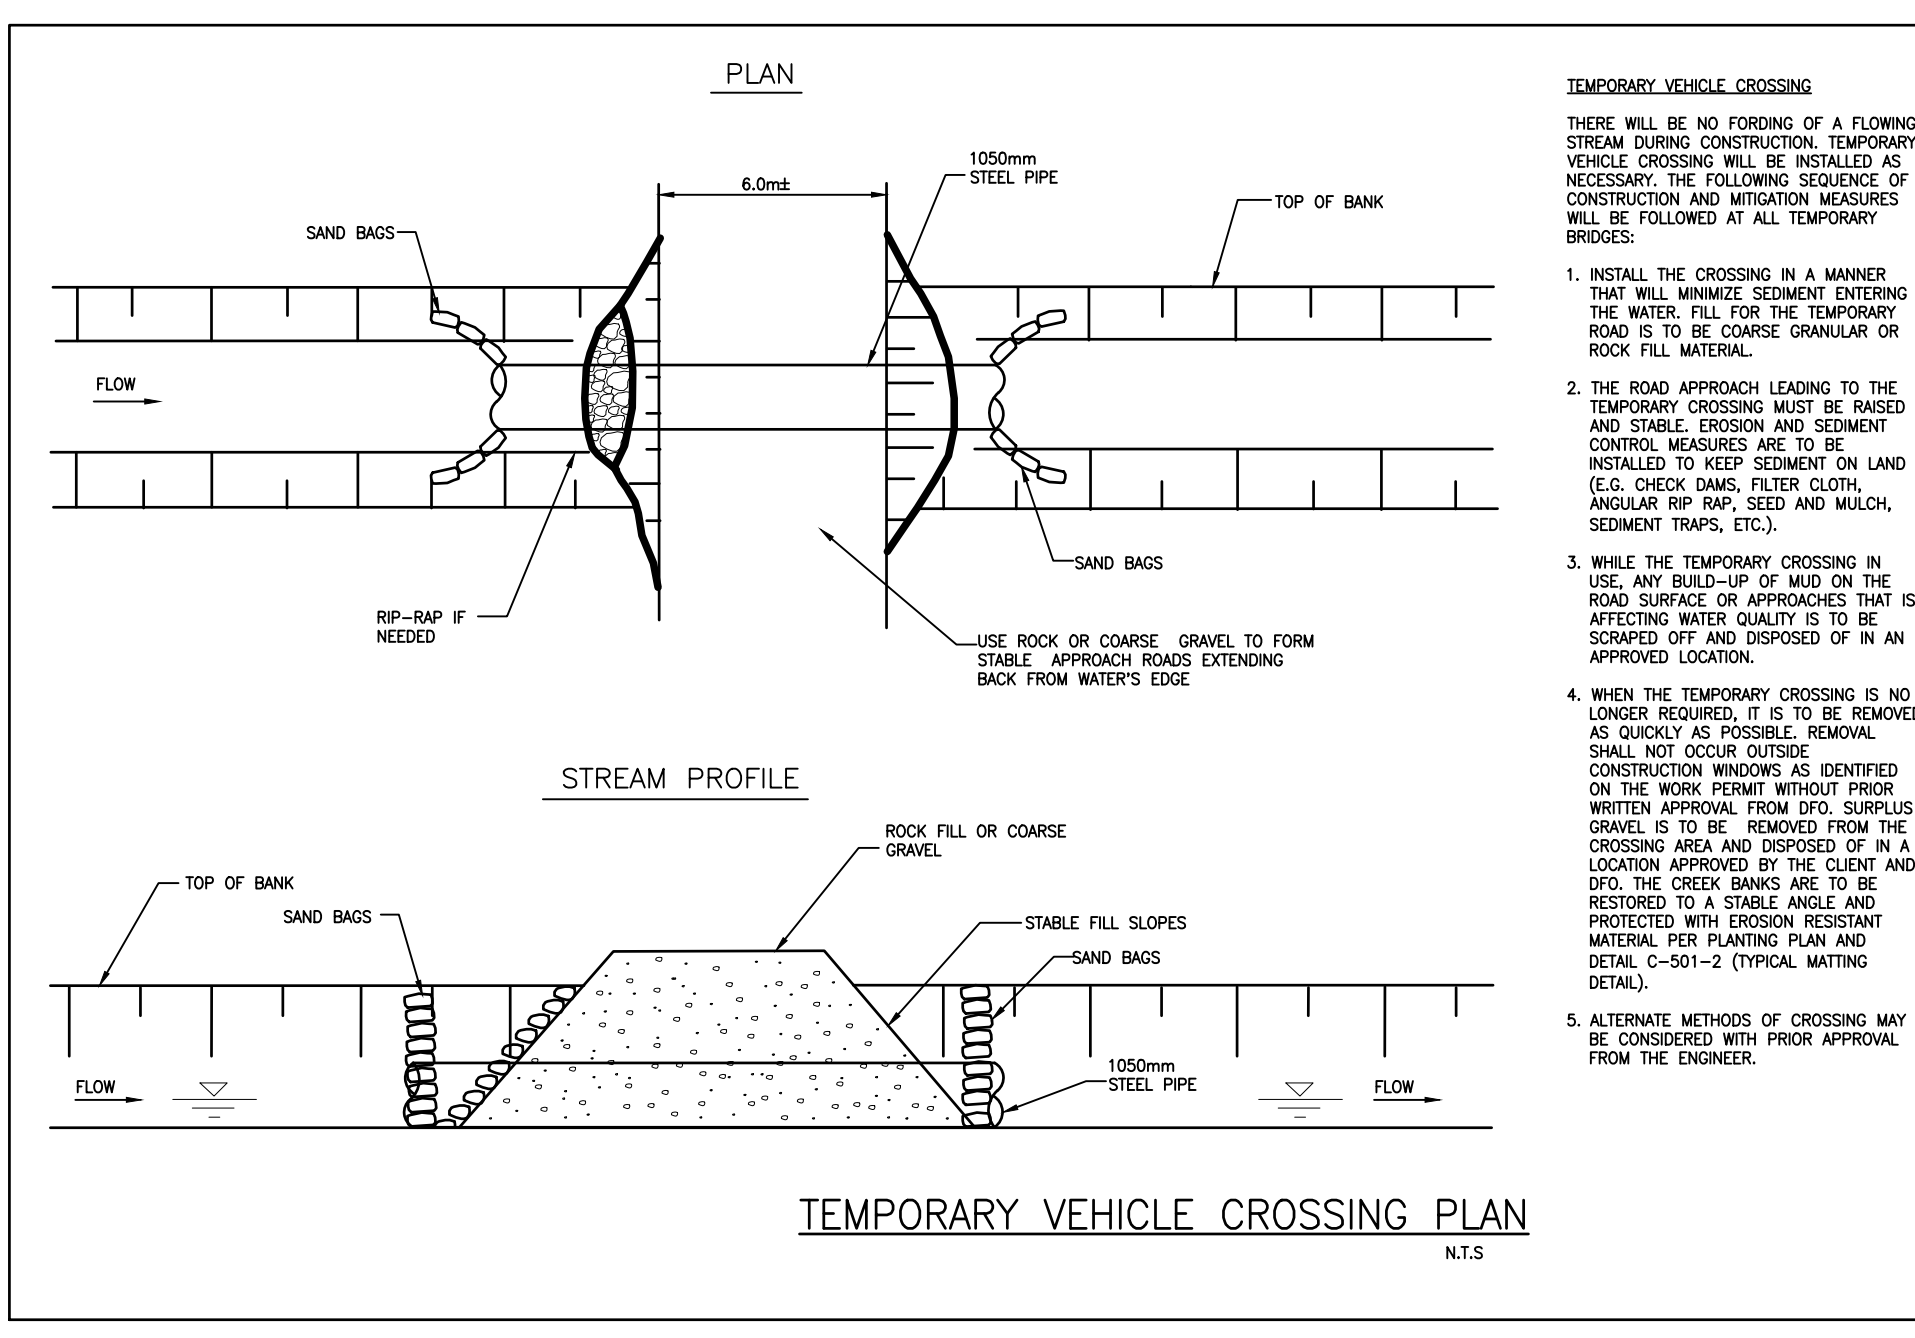 PLAN
1050mm
STEEL PIPE
6.0m±
TOP OF BANK
SAND BAGS
FLOW
SAND BAGS
RIP-RAP IF
NEEDED
USE ROCK OR COARSE GRAVEL TO FORM
STABLE APPROACH ROADS EXTENDING
BACK FROM WATER'S EDGE
STREAM PROFILE
ROCK FILL OR COARSE
GRAVEL
TOP OF BANK
SAND BAGS
STABLE FILL SLOPES
SAND BAGS
1050mm
STEEL PIPE
FLOW
FLOW
TEMPORARY VEHICLE CROSSING PLAN
N.T.S
TEMPORARY VEHICLE CROSSING
THERE WILL BE NO FORDING OF A FLOWING
STREAM DURING CONSTRUCTION. TEMPORARY
VEHICLE CROSSING WILL BE INSTALLED AS
NECESSARY. THE FOLLOWING SEQUENCE OF
CONSTRUCTION AND MITIGATION MEASURES
WILL BE FOLLOWED AT ALL TEMPORARY
BRIDGES:
1. INSTALL THE CROSSING IN A MANNER
THAT WILL MINIMIZE SEDIMENT ENTERING
THE WATER. FILL FOR THE TEMPORARY
ROAD IS TO BE COARSE GRANULAR OR
ROCK FILL MATERIAL.
2. THE ROAD APPROACH LEADING TO THE
TEMPORARY CROSSING MUST BE RAISED
AND STABLE. EROSION AND SEDIMENT
CONTROL MEASURES ARE TO BE
INSTALLED TO KEEP SEDIMENT ON LAND
(E.G. CHECK DAMS, FILTER CLOTH,
ANGULAR RIP RAP, SEED AND MULCH,
SEDIMENT TRAPS, ETC.).
3. WHILE THE TEMPORARY CROSSING IN
USE, ANY BUILD-UP OF MUD ON THE
ROAD SURFACE OR APPROACHES THAT IS
AFFECTING WATER QUALITY IS TO BE
SCRAPED OFF AND DISPOSED OF IN AN
APPROVED LOCATION.
4. WHEN THE TEMPORARY CROSSING IS NO
LONGER REQUIRED, IT IS TO BE REMOVED
AS QUICKLY AS POSSIBLE. REMOVAL
SHALL NOT OCCUR OUTSIDE
CONSTRUCTION WINDOWS AS IDENTIFIED
ON THE WORK PERMIT WITHOUT PRIOR
WRITTEN APPROVAL FROM DFO. SURPLUS
GRAVEL IS TO BE REMOVED FROM THE
CROSSING AREA AND DISPOSED OF IN A
LOCATION APPROVED BY THE CLIENT AND
DFO. THE CREEK BANKS ARE TO BE
RESTORED TO A STABLE ANGLE AND
PROTECTED WITH EROSION RESISTANT
MATERIAL PER PLANTING PLAN AND
DETAIL C-501-2 (TYPICAL MATTING
DETAIL).
5. ALTERNATE METHODS OF CROSSING MAY
BE CONSIDERED WITH PRIOR APPROVAL
FROM THE ENGINEER.